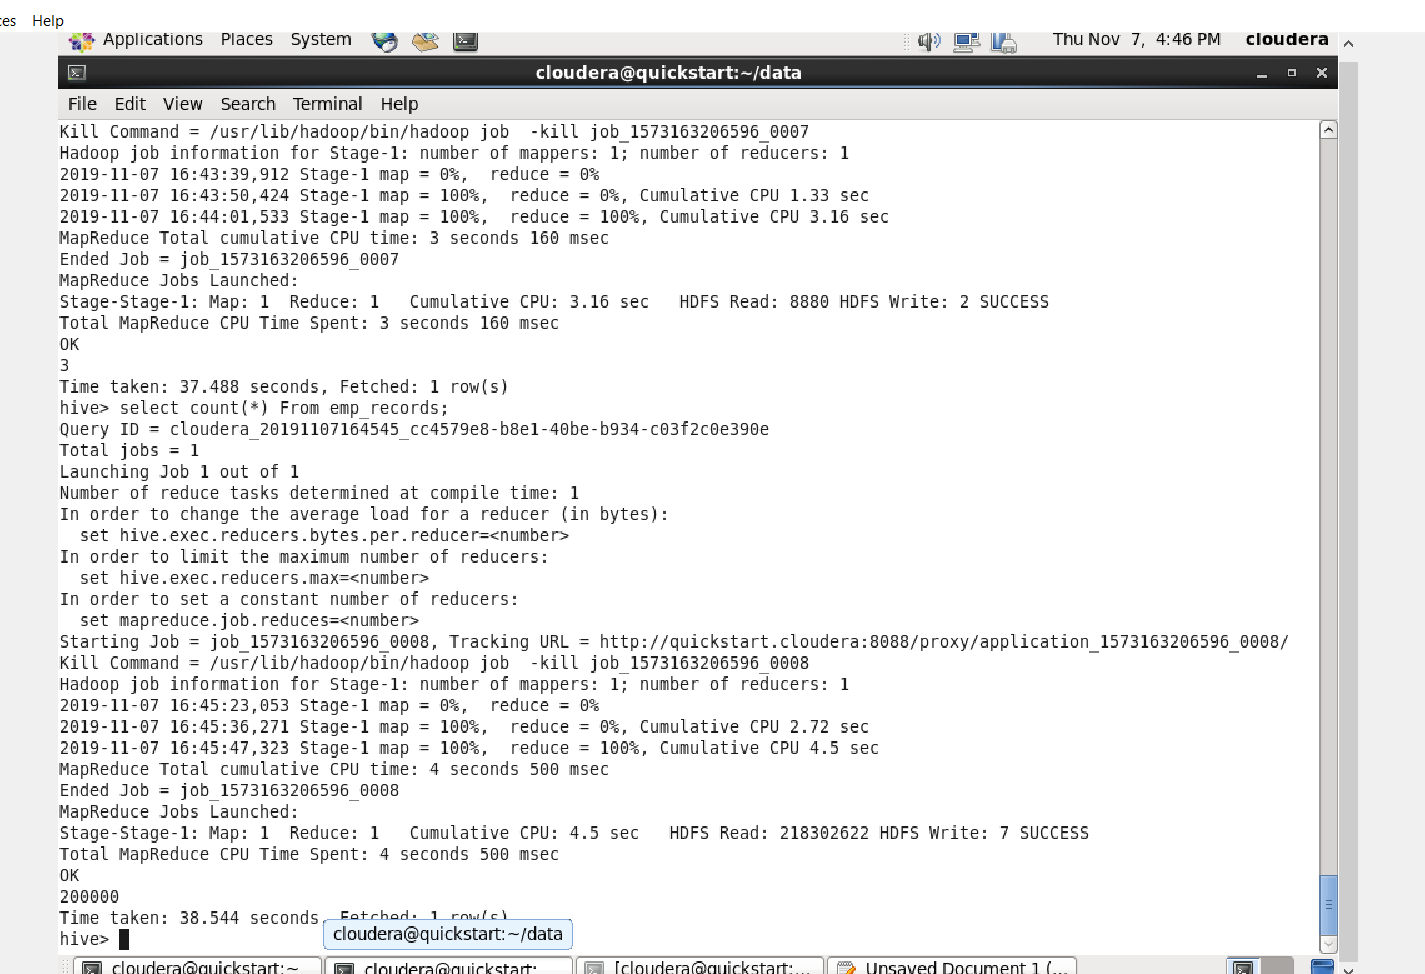 ces Help
Applications Places System Thu Nov 7, 4:46 PM cloudera
cloudera@quickstart:~/data
File Edit View Search Terminal Help
Kill Command = /usr/lib/hadoop/bin/hadoop job  -kill job_1573163206596_0007
Hadoop job information for Stage-1: number of mappers: 1; number of reducers: 1
2019-11-07 16:43:39,912 Stage-1 map = 0%,  reduce = 0%
2019-11-07 16:43:50,424 Stage-1 map = 100%,  reduce = 0%, Cumulative CPU 1.33 sec
2019-11-07 16:44:01,533 Stage-1 map = 100%,  reduce = 100%, Cumulative CPU 3.16 sec
MapReduce Total cumulative CPU time: 3 seconds 160 msec
Ended Job = job_1573163206596_0007
MapReduce Jobs Launched:
Stage-Stage-1: Map: 1  Reduce: 1   Cumulative CPU: 3.16 sec   HDFS Read: 8880 HDFS Write: 2 SUCCESS
Total MapReduce CPU Time Spent: 3 seconds 160 msec
OK
3
Time taken: 37.488 seconds, Fetched: 1 row(s)
hive> select count(*) From emp_records;
Query ID = cloudera_20191107164545_cc4579e8-b8e1-40be-b934-c03f2c0e390e
Total jobs = 1
Launching Job 1 out of 1
Number of reduce tasks determined at compile time: 1
In order to change the average load for a reducer (in bytes):
  set hive.exec.reducers.bytes.per.reducer=<number>
In order to limit the maximum number of reducers:
  set hive.exec.reducers.max=<number>
In order to set a constant number of reducers:
  set mapreduce.job.reduces=<number>
Starting Job = job_1573163206596_0008, Tracking URL = http://quickstart.cloudera:8088/proxy/application_1573163206596_0008/
Kill Command = /usr/lib/hadoop/bin/hadoop job  -kill job_1573163206596_0008
Hadoop job information for Stage-1: number of mappers: 1; number of reducers: 1
2019-11-07 16:45:23,053 Stage-1 map = 0%,  reduce = 0%
2019-11-07 16:45:36,271 Stage-1 map = 100%,  reduce = 0%, Cumulative CPU 2.72 sec
2019-11-07 16:45:47,323 Stage-1 map = 100%,  reduce = 100%, Cumulative CPU 4.5 sec
MapReduce Total cumulative CPU time: 4 seconds 500 msec
Ended Job = job_1573163206596_0008
MapReduce Jobs Launched:
Stage-Stage-1: Map: 1  Reduce: 1   Cumulative CPU: 4.5 sec   HDFS Read: 218302622 HDFS Write: 7 SUCCESS
Total MapReduce CPU Time Spent: 4 seconds 500 msec
OK
200000
Time taken: 38.544 seconds, Fetched: 1 row(s)
hive>
cloudera@quickstart:~/data
cloudera@quickstart:~ cloudera@quickstart: [cloudera@quickstart:... Unsaved Document 1 (...